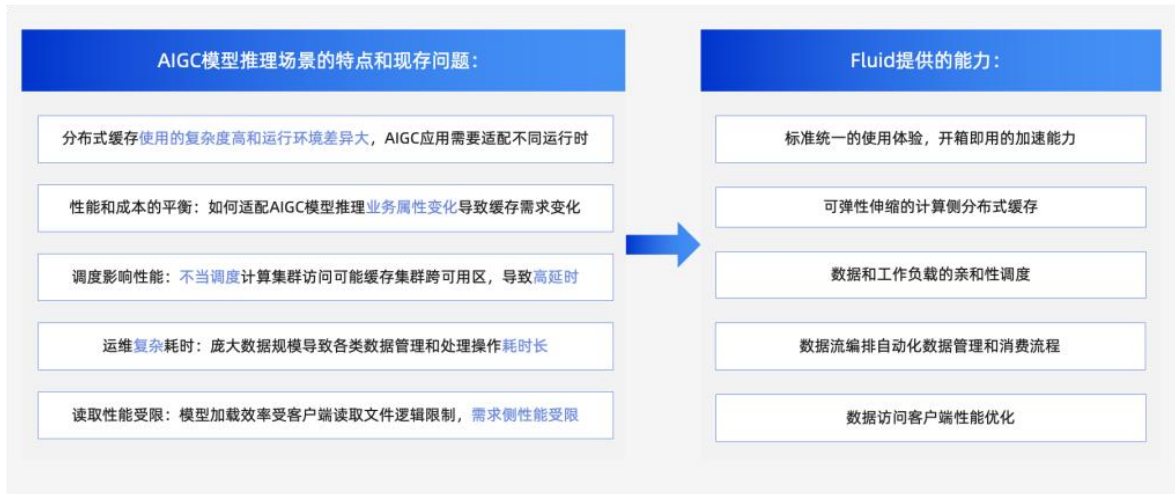 AIGC模型推理场景的特点和现存问题：
分布式缓存使用的复杂度高和运行环境差异大，AIGC应用需要适配不同运行时
性能和成本的平衡：如何适配AIGC模型推理业务属性变化导致缓存需求变化
调度影响性能：不当调度计算集群访问可能缓存集群跨可用区，导致高延时
运维复杂耗时：庞大数据规模导致各类数据管理和处理操作耗时长
读取性能受限：模型加载效率受客户端读取文件逻辑限制，需求侧性能受限
Fluid提供的能力：
标准统一的使用体验，开箱即用的加速能力
可弹性伸缩的计算侧分布式缓存
数据和工作负载的亲和性调度
数据流编排自动化数据管理和消费流程
数据访问客户端性能优化